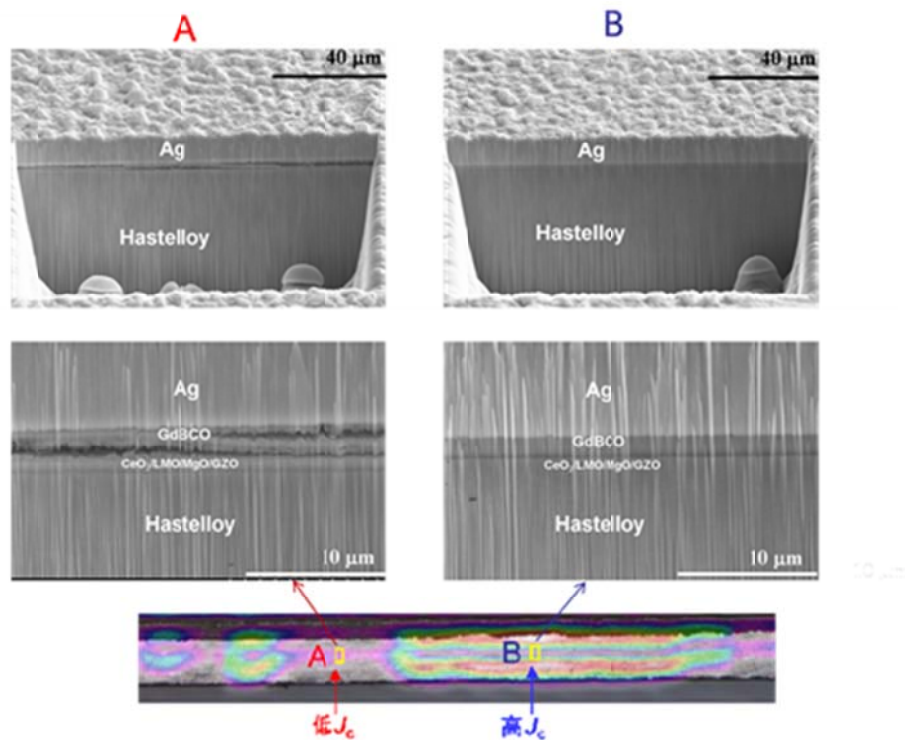 A
B
40 μm
40 μm
Ag
Ag
Hastelloy
Hastelloy
Ag
Ag
GdBCO
GdBCO
CeO₂/LMO/MgO/GZO
CeO₂/LMO/MgO/GZO
Hastelloy
Hastelloy
10 μm
10 μm
A
B
低Jc
高Jc